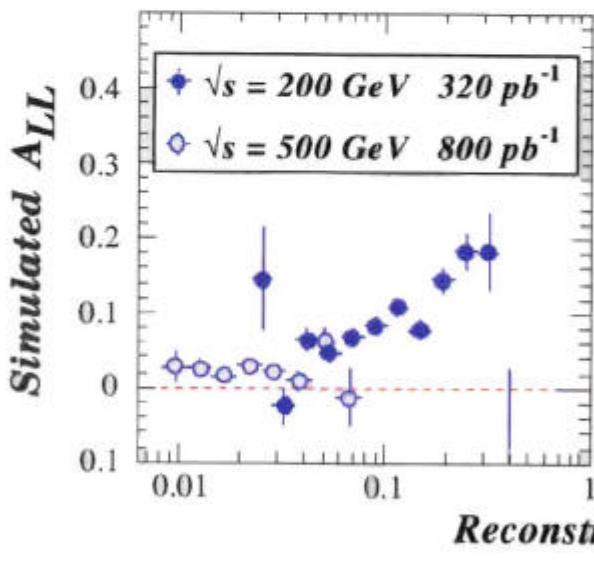 √s = 200 GeV 320 pb⁻¹
√s = 500 GeV 800 pb⁻¹
Simulated A_LL
0.4
0.3
0.2
0.1
0
0.1
0.01 0.1 1
Reconstr